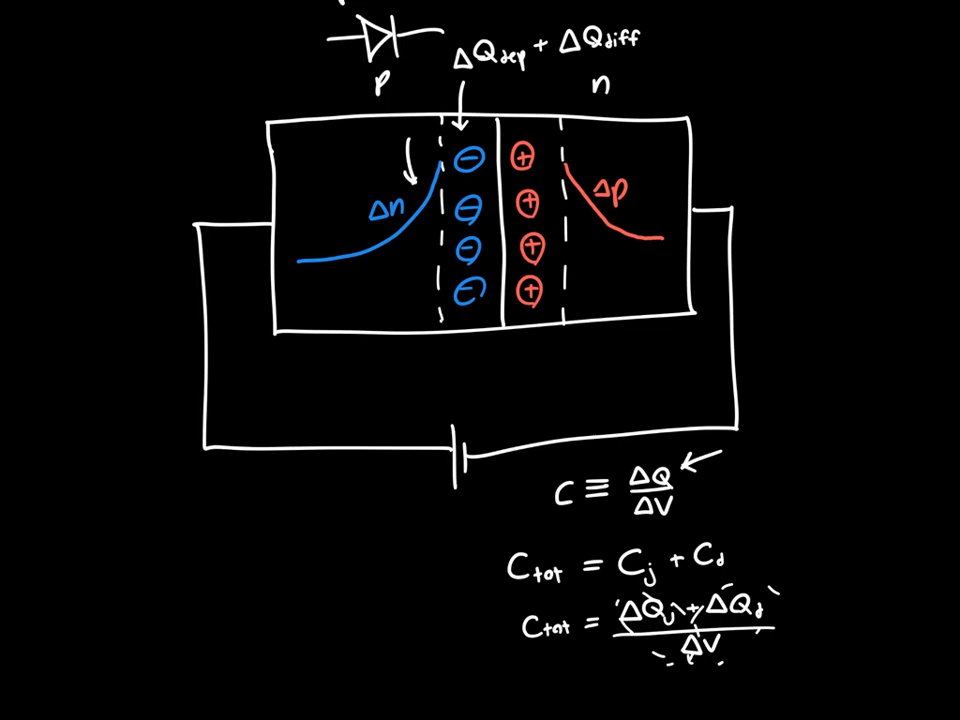 ΔQdep + ΔQdiff
p n
− +
Δn − + Δp
− +
− +
C ≡ ΔQ/ΔV
Ctot = Cj + Cd
Ctot = (ΔQj + ΔQd)/ΔV